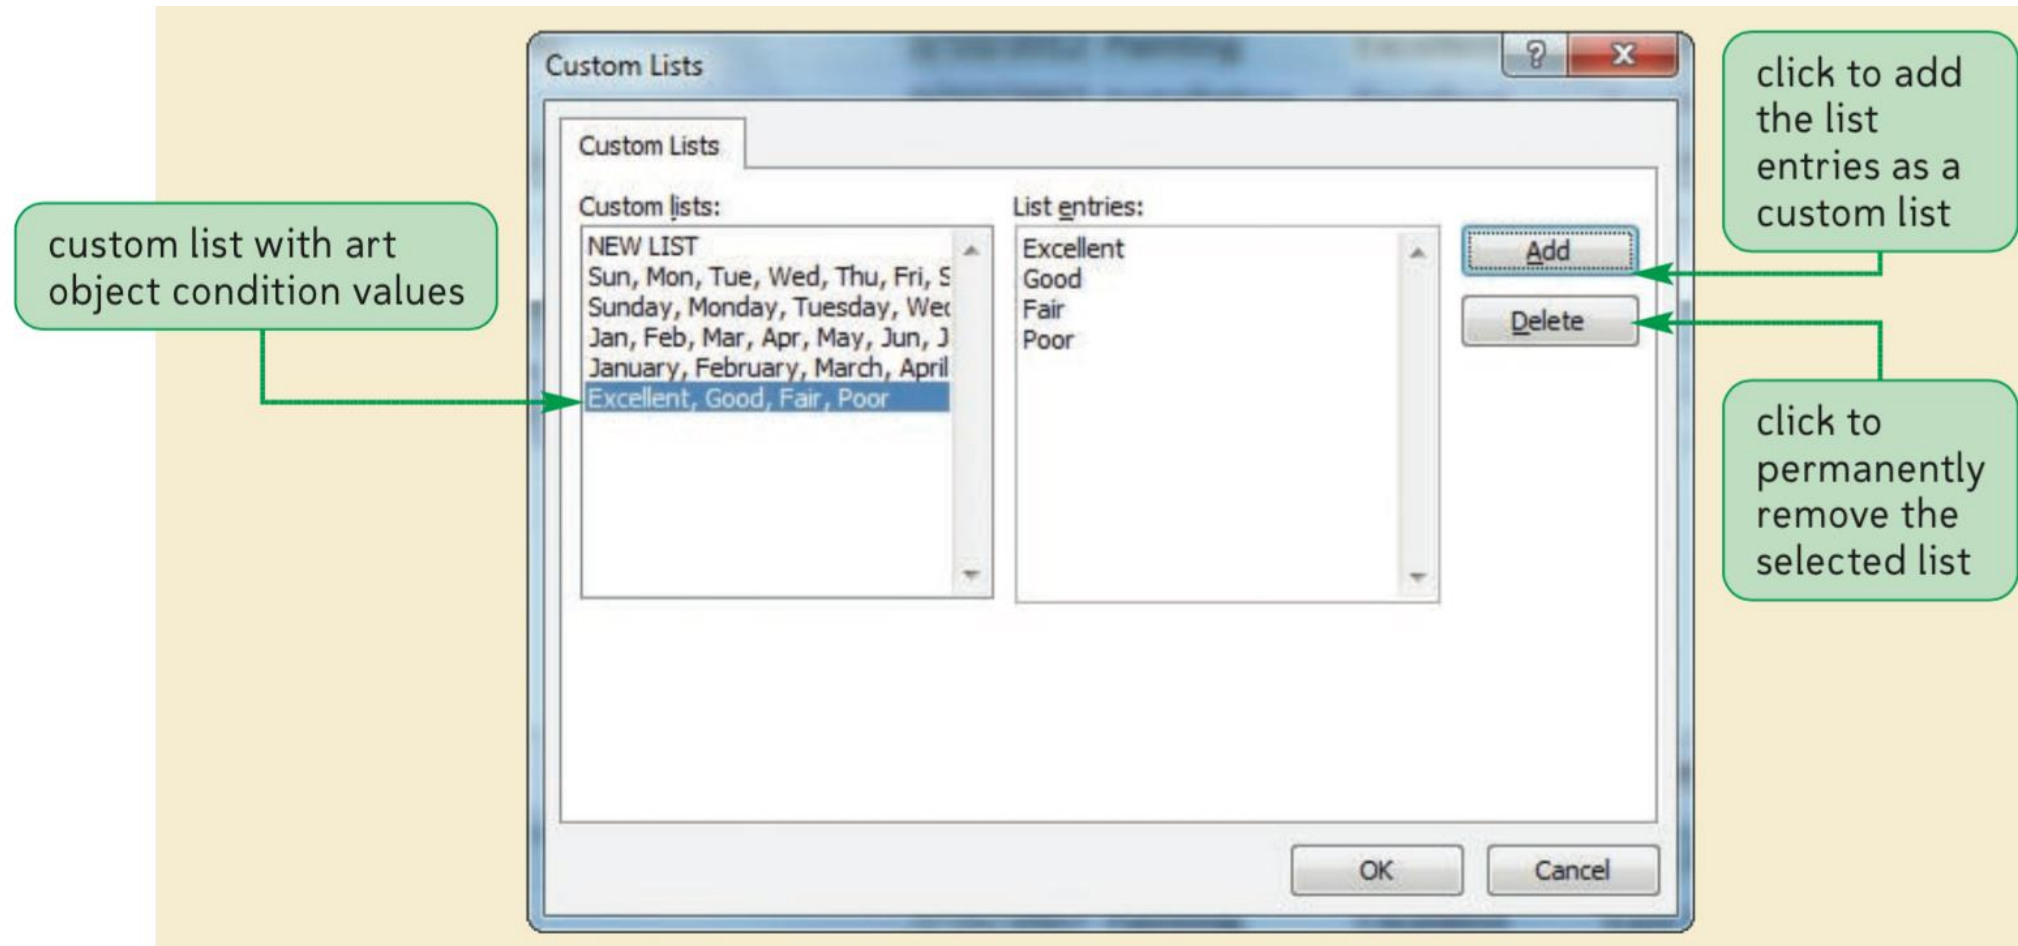 Custom Lists
Custom Lists
Custom lists:
NEW LIST
Sun, Mon, Tue, Wed, Thu, Fri, S
Sunday, Monday, Tuesday, Wed
Jan, Feb, Mar, Apr, May, Jun, J
January, February, March, April
Excellent, Good, Fair, Poor
List entries:
Excellent
Good
Fair
Poor
Add
Delete
OK
Cancel
custom list with art
object condition values
click to add
the list
entries as a
custom list
click to
permanently
remove the
selected list